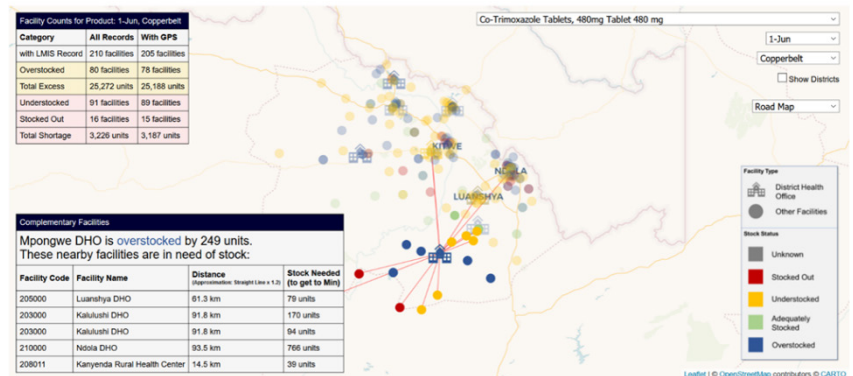 Facility Counts for Product: 1-Jun, Copperbelt
Category All Records With GPS
with LMIS Record 210 facilities 205 facilities
Overstocked 80 facilities 78 facilities
Total Excess 25,272 units 25,188 units
Understocked 91 facilities 89 facilities
Stocked Out 16 facilities 15 facilities
Total Shortage 3,226 units 3,187 units
Co-Trimoxazole Tablets, 480mg Tablet 480 mg
1-Jun
Copperbelt
Show Districts
Road Map
KITWE
NDOLA
LUANSHYA
Facility Type
District Health
Office
Other Facilities
Stock Status
Unknown
Stocked Out
Understocked
Adequately
Stocked
Overstocked
Complementary Facilities
Mpongwe DHO is overstocked by 249 units.
These nearby facilities are in need of stock:
Facility Code Facility Name Distance Stock Needed
(Approximation: Straight Line x 1.2) (to get to Min)
205000 Luanshya DHO 61.3 km 79 units
203000 Kalulushi DHO 91.8 km 170 units
203000 Kalulushi DHO 91.8 km 94 units
210000 Ndola DHO 93.5 km 766 units
208011 Kanyenda Rural Health Center 14.5 km 39 units
Leaflet | © OpenStreetMap contributors © CARTO